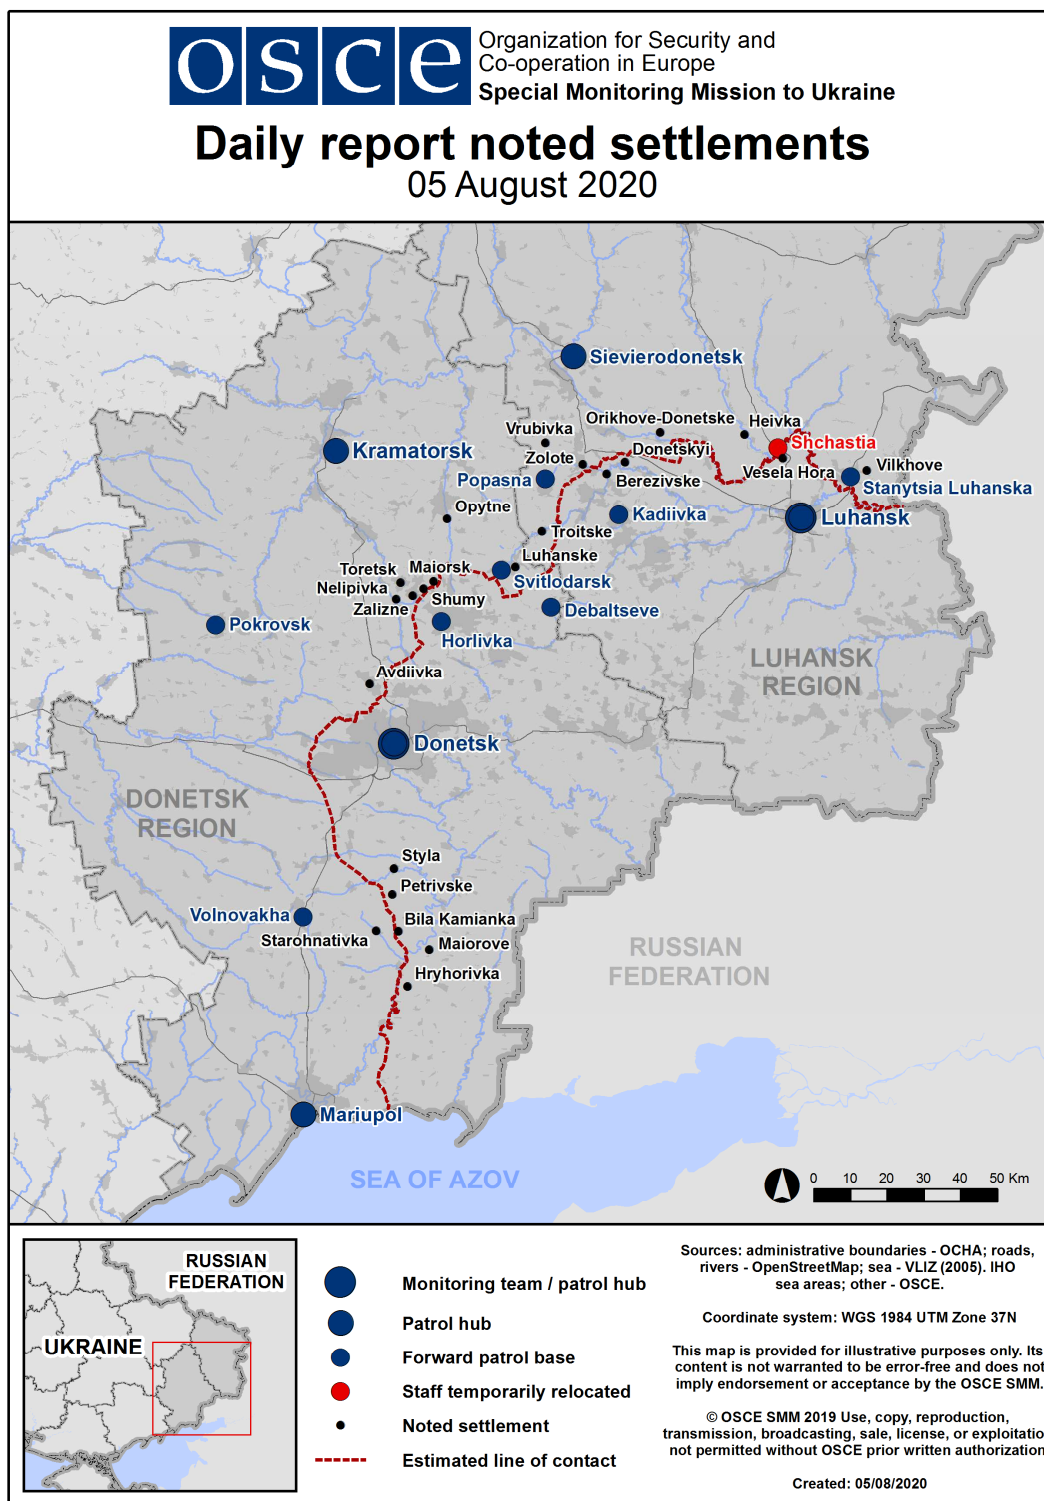 osce
Organization for Security and
Co-operation in Europe
Special Monitoring Mission to Ukraine
Daily report noted settlements
05 August 2020
Sievierodonetsk
Orikhove-Donetske
Heivka
Vrubivka
Shchastia
Kramatorsk
Zolote
Donetskyi
Vesela Hora
Vilkhove
Popasna
Berezivske
Stanytsia Luhanska
Opytne
Kadiivka
Luhansk
Troitske
Luhanske
Toretsk
Maiorsk
Svitlodarsk
Nelipivka
Shumy
Zalizne
Debaltseve
Pokrovsk
Horlivka
LUHANSK
REGION
Avdiivka
Donetsk
DONETSK
REGION
Styla
Petrivske
Volnovakha
Bila Kamianka
Starohnativka
Maiorove
RUSSIAN
FEDERATION
Hryhorivka
Mariupol
SEA OF AZOV
0 10 20 30 40 50 Km
RUSSIAN
FEDERATION
UKRAINE
Monitoring team / patrol hub
Patrol hub
Forward patrol base
Staff temporarily relocated
Noted settlement
Estimated line of contact
Sources: administrative boundaries - OCHA; roads,
rivers - OpenStreetMap; sea - VLIZ (2005). IHO
sea areas; other - OSCE.
Coordinate system: WGS 1984 UTM Zone 37N
This map is provided for illustrative purposes only. Its
content is not warranted to be error-free and does not
imply endorsement or acceptance by the OSCE SMM.
© OSCE SMM 2019 Use, copy, reproduction,
transmission, broadcasting, sale, license, or exploitatio
not permitted without OSCE prior written authorization
Created: 05/08/2020